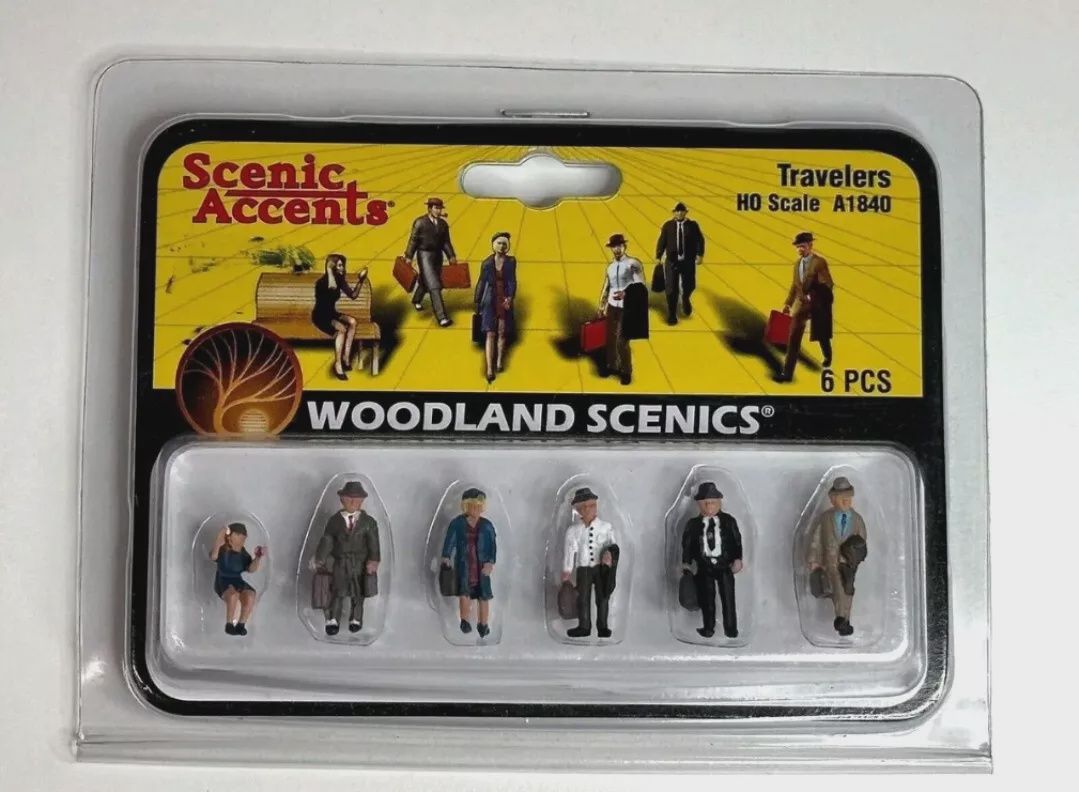 Scenic
Accents®
Travelers
HO Scale A1840
6 PCS
WOODLAND SCENICS®